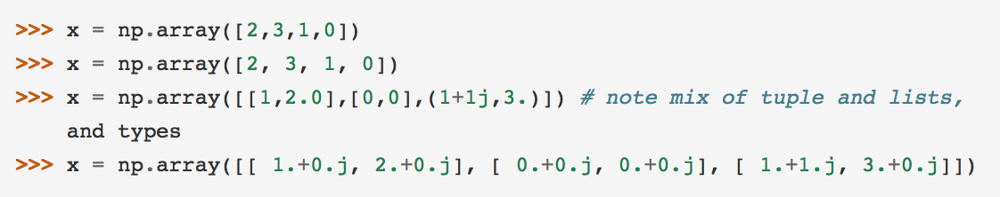 >>> x = np.array([2,3,1,0])
>>> x = np.array([2, 3, 1, 0])
>>> x = np.array([[1,2.0],[0,0],(1+1j,3.)]) # note mix of tuple and lists,
    and types
>>> x = np.array([[ 1.+0.j, 2.+0.j], [ 0.+0.j, 0.+0.j], [ 1.+1.j, 3.+0.j]])